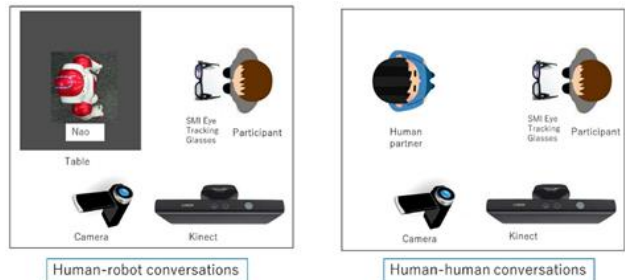 Nao
SMI Eye
Tracking
Glasses
Participant
Table
Camera
Kinect
Human-robot conversations
Human
partner
SMI Eye
Tracking
Glasses
Participant
Camera
Kinect
Human-human conversations